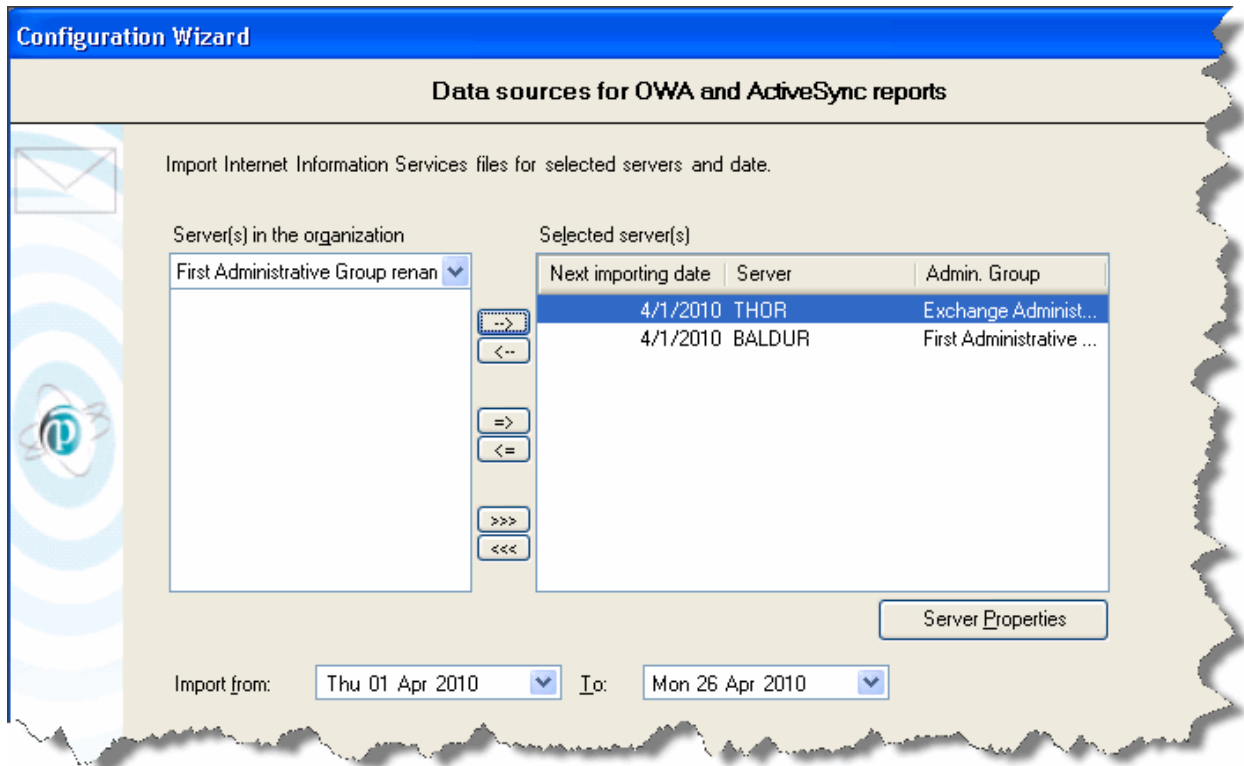 Configuration Wizard
Data sources for OWA and ActiveSync reports
Import Internet Information Services files for selected servers and date.
Server(s) in the organization
First Administrative Group renan
-->
<--
=>
<=
>>>
<<<
Selected server(s)
Next importing date Server Admin. Group
4/1/2010 THOR Exchange Administ...
4/1/2010 BALDUR First Administrative ...
Server Properties
Import from: Thu 01 Apr 2010 To: Mon 26 Apr 2010
p